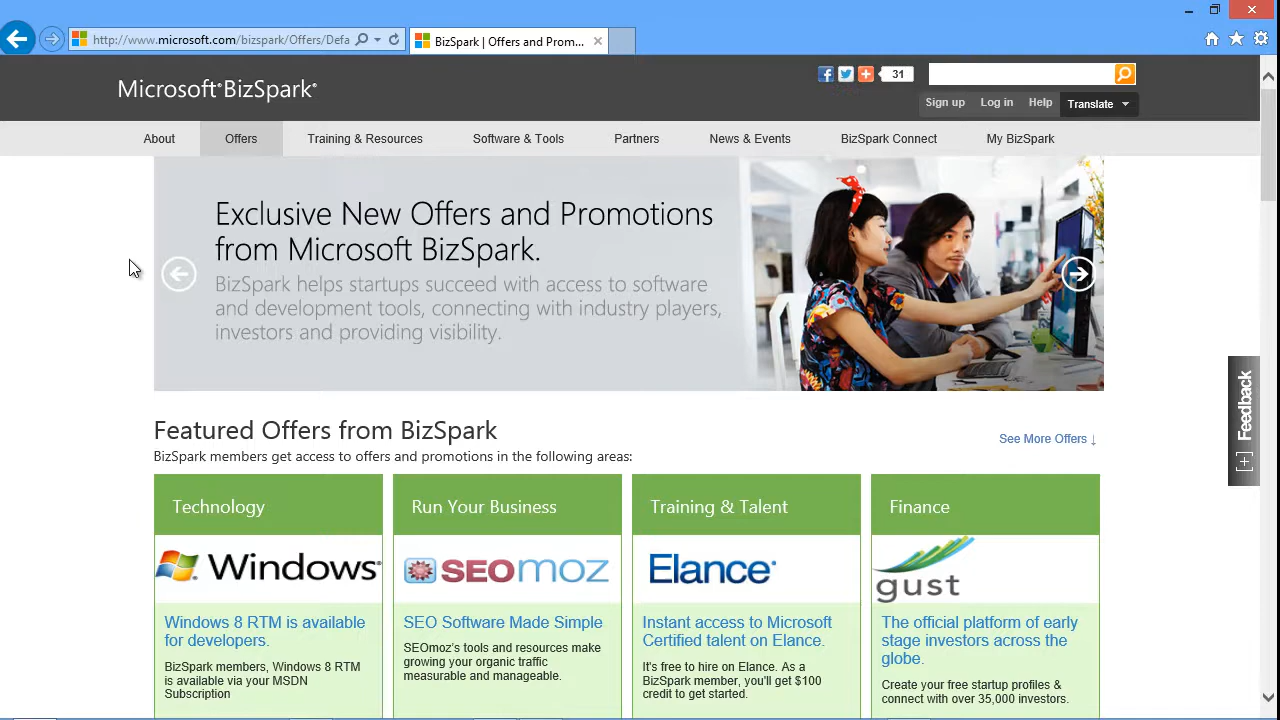 http://www.microsoft.com/bizspark/Offers/Defa
BizSpark | Offers and Prom...
Microsoft®BizSpark®
31
Sign up
Log in
Help
Translate
About
Offers
Training & Resources
Software & Tools
Partners
News & Events
BizSpark Connect
My BizSpark
Exclusive New Offers and Promotions
from Microsoft BizSpark.
BizSpark helps startups succeed with access to software
and development tools, connecting with industry players,
investors and providing visibility.
[+] Feedback
Featured Offers from BizSpark
See More Offers ↓
BizSpark members get access to offers and promotions in the following areas:
Technology
Windows
Windows 8 RTM is available
for developers.
BizSpark members, Windows 8 RTM
is available via your MSDN
Subscription
Run Your Business
SEOmoz
SEO Software Made Simple
SEOmoz's tools and resources make
growing your organic traffic
measurable and manageable.
Training & Talent
Elance
Instant access to Microsoft
Certified talent on Elance.
It's free to hire on Elance. As a
BizSpark member, you'll get $100
credit to get started.
Finance
gust
The official platform of early
stage investors across the
globe.
Create your free startup profiles &
connect with over 35,000 investors.